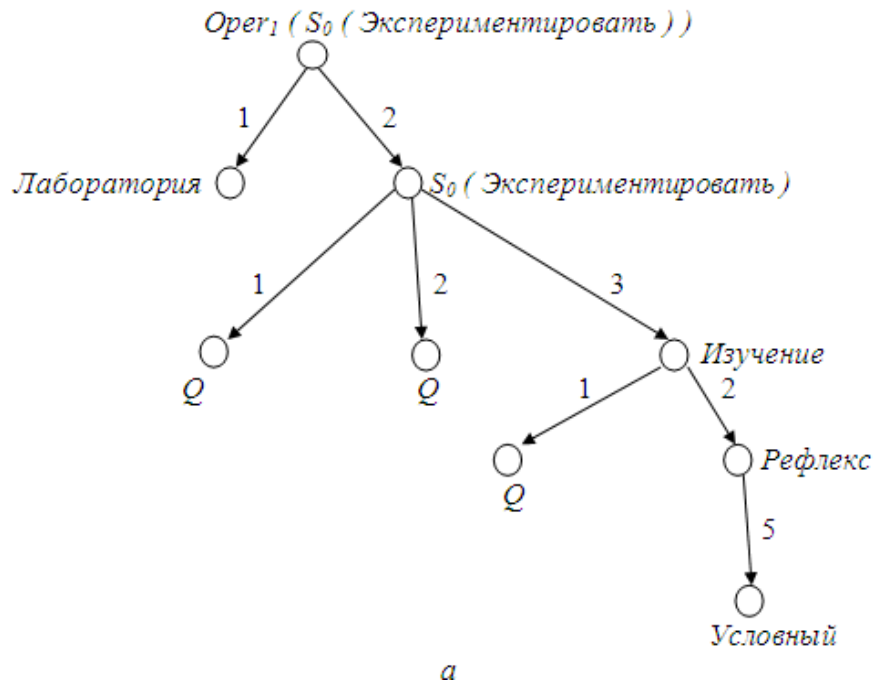 Oper₁ ( S₀ ( Экспериментировать ) )
1 2
Лаборатория S₀ ( Экспериментировать )
1 2 3
Изучение
Q Q 1 2
Рефлекс
Q
5
Условный
а